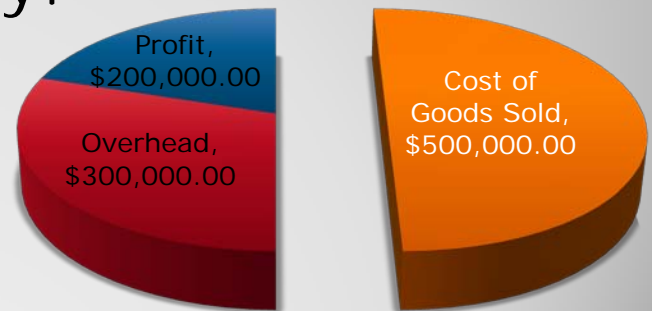 Profit,
$200,000.00
Overhead,
$300,000.00
Cost of
Goods Sold,
$500,000.00